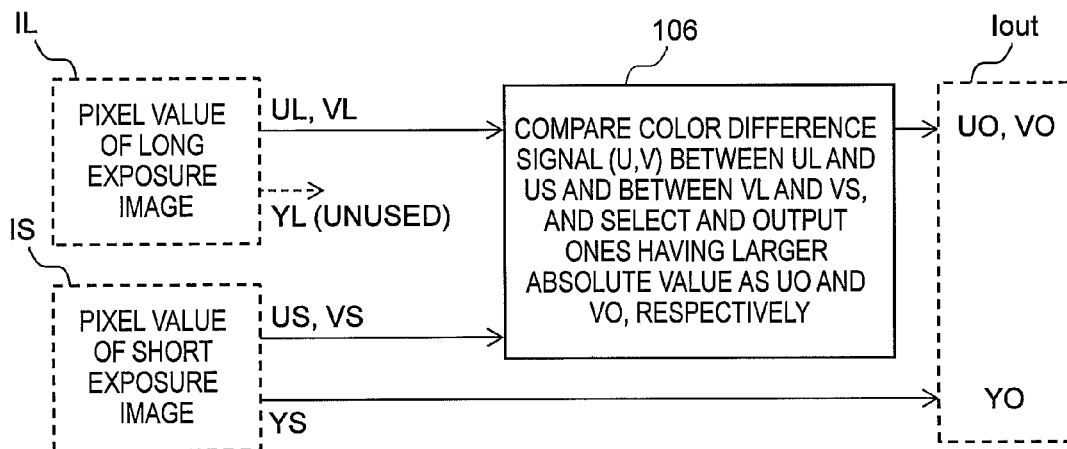 IL
106
Iout
PIXEL VALUE
OF LONG
EXPOSURE
IMAGE
UL, VL
YL (UNUSED)
COMPARE COLOR DIFFERENCE
SIGNAL (U,V) BETWEEN UL AND
US AND BETWEEN VL AND VS,
AND SELECT AND OUTPUT
ONES HAVING LARGER
ABSOLUTE VALUE AS UO AND
VO, RESPECTIVELY
UO, VO
IS
PIXEL VALUE
OF SHORT
EXPOSURE
IMAGE
US, VS
YS
YO